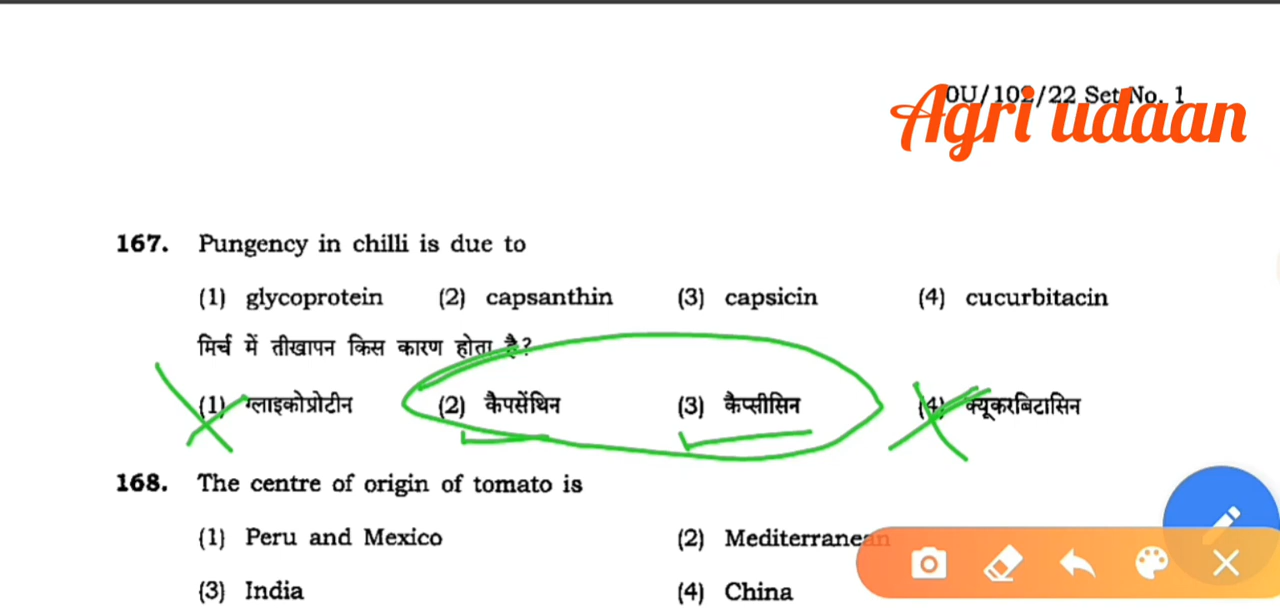 OU/102/22 Set No. 1
Agri udaan
167. Pungency in chilli is due to
(1) glycoprotein (2) capsanthin (3) capsicin (4) cucurbitacin
मिर्च में तीखापन किस कारण होता है?
(1) ग्लाइकोप्रोटीन (2) कैपसेंथिन (3) कैप्सीसिन (4) क्यूकरबिटासिन
168. The centre of origin of tomato is
(1) Peru and Mexico (2) Mediterranean
(3) India (4) China